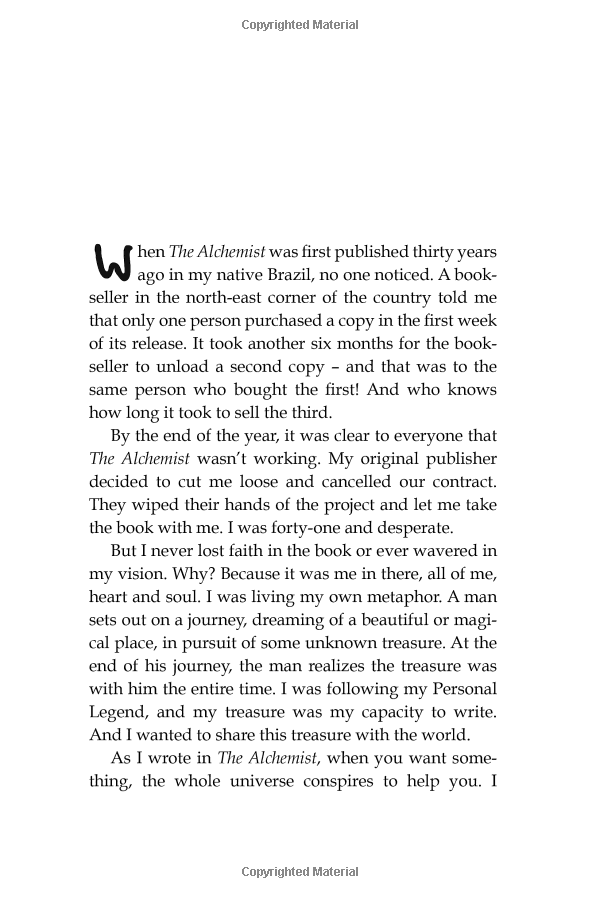 Copyrighted Material
When The Alchemist was first published thirty years
ago in my native Brazil, no one noticed. A book-
seller in the north-east corner of the country told me
that only one person purchased a copy in the first week
of its release. It took another six months for the book-
seller to unload a second copy – and that was to the
same person who bought the first! And who knows
how long it took to sell the third.
By the end of the year, it was clear to everyone that
The Alchemist wasn’t working. My original publisher
decided to cut me loose and cancelled our contract.
They wiped their hands of the project and let me take
the book with me. I was forty-one and desperate.
But I never lost faith in the book or ever wavered in
my vision. Why? Because it was me in there, all of me,
heart and soul. I was living my own metaphor. A man
sets out on a journey, dreaming of a beautiful or magi-
cal place, in pursuit of some unknown treasure. At the
end of his journey, the man realizes the treasure was
with him the entire time. I was following my Personal
Legend, and my treasure was my capacity to write.
And I wanted to share this treasure with the world.
As I wrote in The Alchemist, when you want some-
thing, the whole universe conspires to help you. I
Copyrighted Material